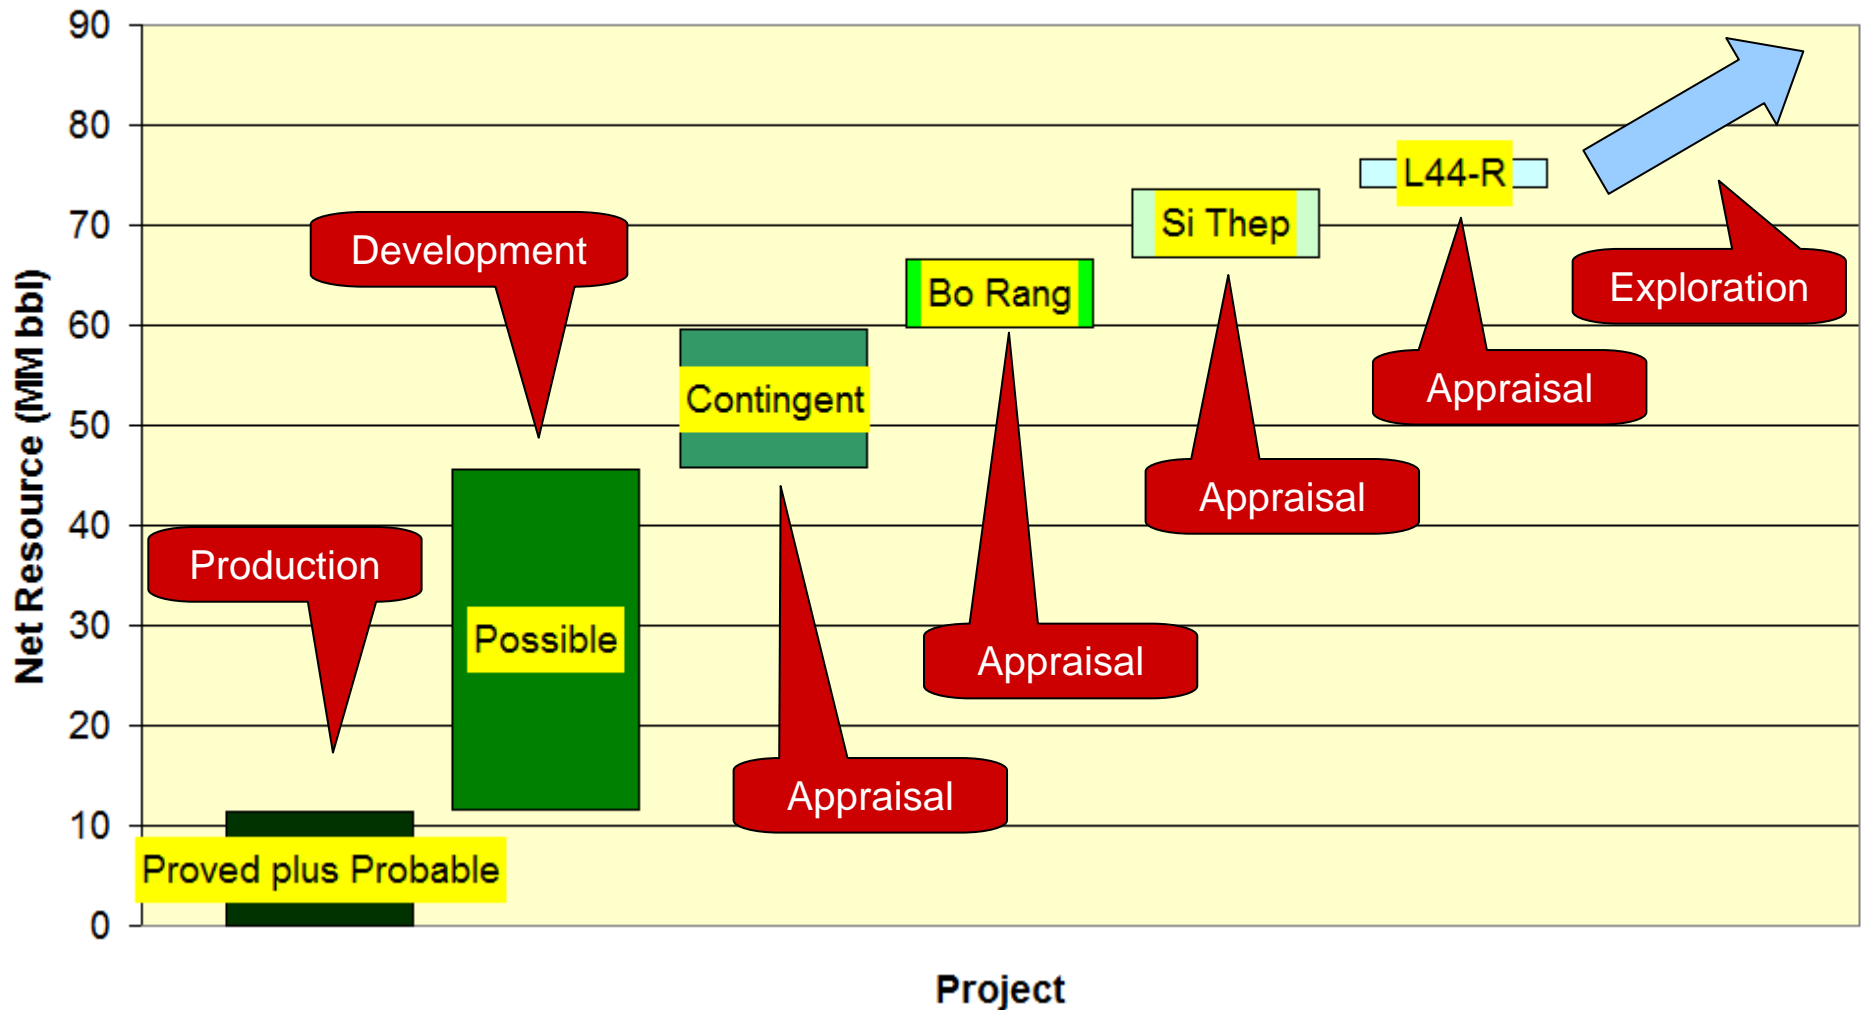 90
80
70
60
50
40
30
20
10
0
Net Resource (MM bbl)
Project
Proved plus Probable
Production
Possible
Development
Contingent
Appraisal
Bo Rang
Appraisal
Si Thep
Appraisal
L44-R
Appraisal
Exploration